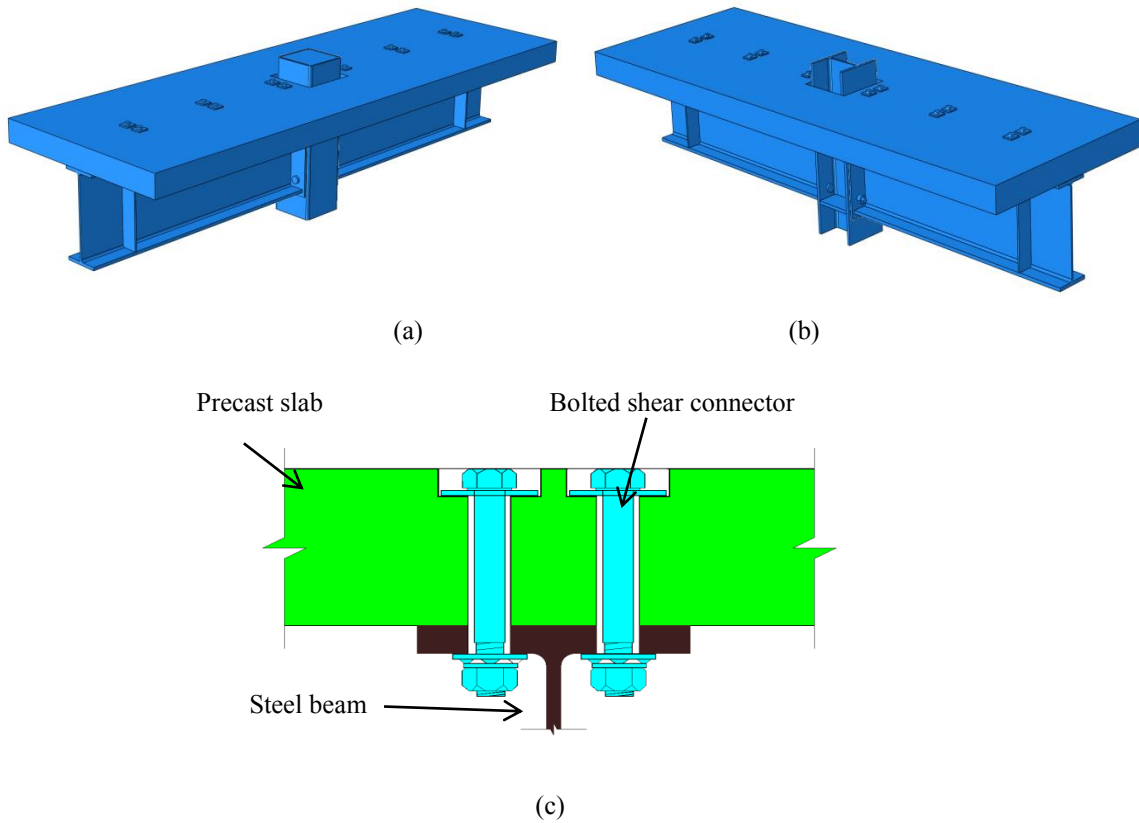 (a)
(b)
Precast slab
Bolted shear connector
Steel beam
(c)